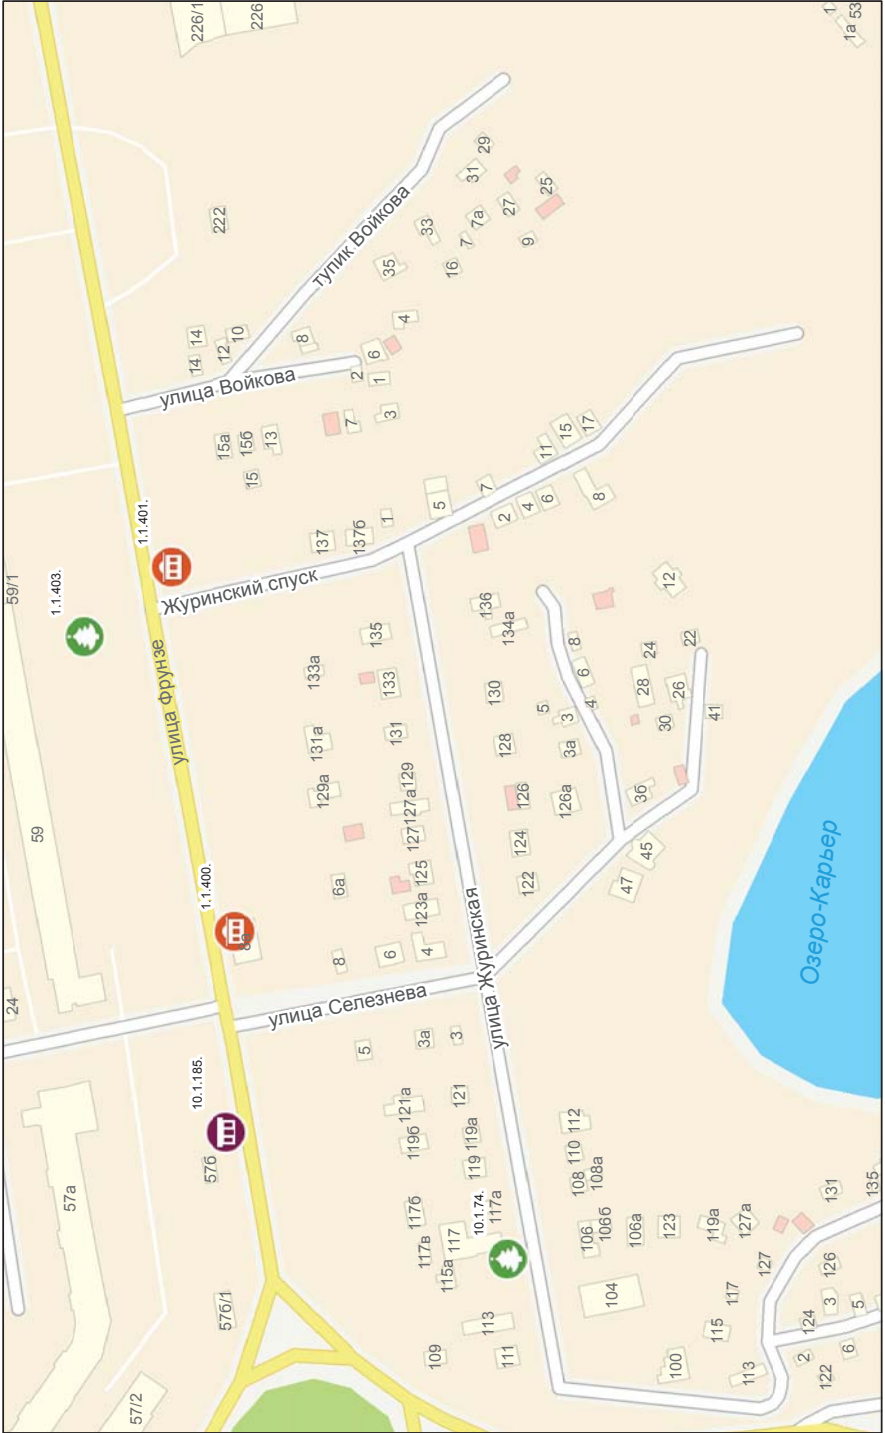 226/1
226
1
1а
53
222
29
31
25
27
7а
7
9
33
35
16
тупик Войкова
14
14
12
10
8
4
6
2
1
3
7
улица Войкова
15а
15б
13
15
59/1
1.1.403.
1.1.401.
137
137б
1
5
7
11
15
17
2
4
6
8
Журинский спуск
улица Фрунзе
133а
135
133
131а
131
129а
129
127а
127
125
123а
6а
8
6
4
136
134а
130
128
126
126а
124
122
12
8
6
5
3
4
3а
24
22
28
26
30
41
36
45
47
59
1.1.400.
8а
24
улица Селезнева
улица Журинская
Озеро-Карьер
10.1.185.
57б
57а
5
3а
3
121а
121
119б
119а
119
117б
117в
117
117а
10.1.74.
115а
113
109
111
57б/1
57/2
112
110
108
108а
106
106б
106а
123
119а
127а
131
135
104
117
127
115
126
3
124
5
100
113
2
122
6